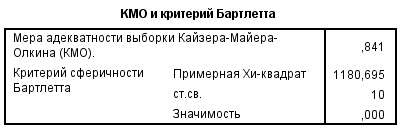 КМО и критерий Бартлетта
Мера адекватности выборки Кайзера-Майера-
Олкина (КМО). ,841
Критерий сферичности Примерная Хи-квадрат 1180,695
Бартлетта ст.св. 10
Значимость ,000